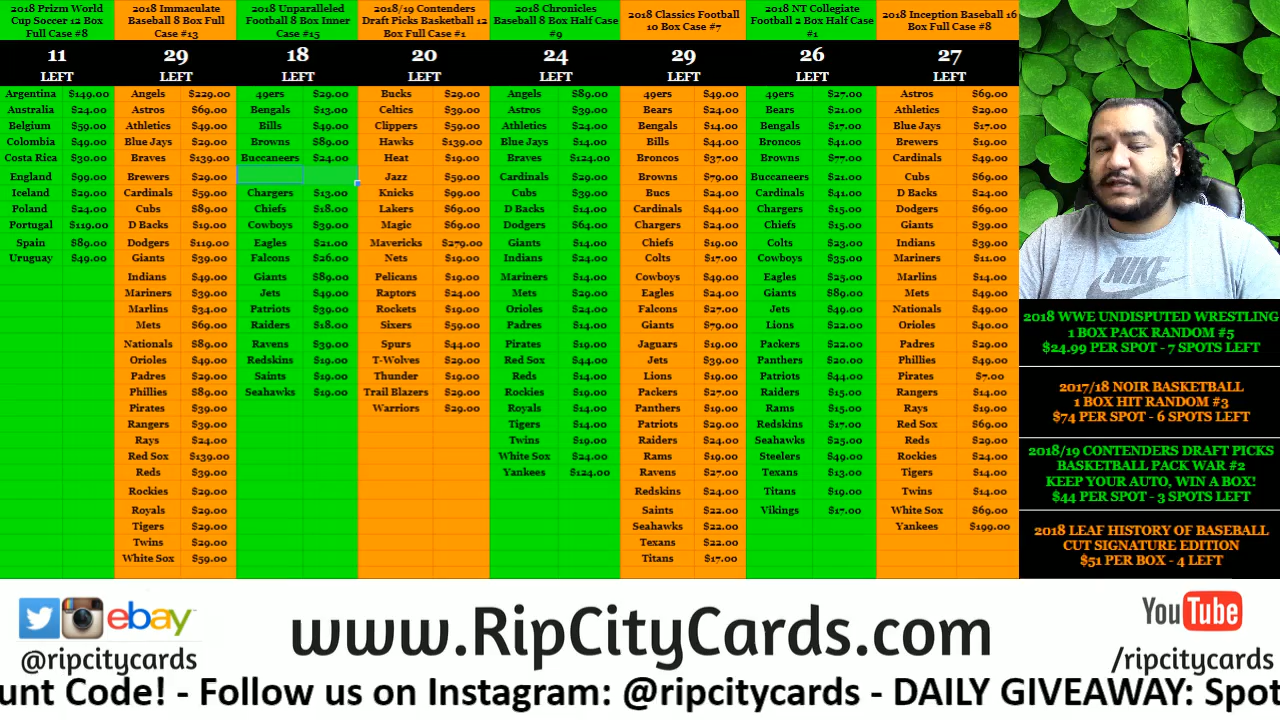 2018 Prizm World
Cup Soccer 12 Box
Full Case #8
11
LEFT
Argentina $149.00
Australia $24.00
Belgium $59.00
Colombia $49.00
Costa Rica $30.00
England $99.00
Iceland $29.00
Poland $24.00
Portugal $119.00
Spain $89.00
Uruguay $49.00
2018 Immaculate
Baseball 8 Box Full
Case #13
29
LEFT
Angels $229.00
Astros $69.00
Athletics $49.00
Blue Jays $29.00
Braves $139.00
Brewers $29.00
Cardinals $59.00
Cubs $89.00
D Backs $19.00
Dodgers $119.00
Giants $39.00
Indians $49.00
Mariners $39.00
Marlins $34.00
Mets $69.00
Nationals $89.00
Orioles $49.00
Padres $29.00
Phillies $89.00
Pirates $39.00
Rangers $39.00
Rays $24.00
Red Sox $139.00
Reds $39.00
Rockies $29.00
Royals $29.00
Tigers $29.00
Twins $29.00
White Sox $59.00
2018 Unparalleled
Football 8 Box Inner
Case #15
18
LEFT
49ers $29.00
Bengals $13.00
Bills $49.00
Browns $89.00
Buccaneers $24.00
Chargers $13.00
Chiefs $18.00
Cowboys $39.00
Eagles $21.00
Falcons $26.00
Giants $89.00
Jets $49.00
Patriots $39.00
Raiders $18.00
Ravens $39.00
Redskins $19.00
Saints $19.00
Seahawks $19.00
2018/19 Contenders
Draft Picks Basketball 12
Box Full Case #1
20
LEFT
Bucks $29.00
Celtics $39.00
Clippers $59.00
Hawks $139.00
Heat $19.00
Jazz $59.00
Knicks $99.00
Lakers $69.00
Magic $69.00
Mavericks $279.00
Nets $19.00
Pelicans $19.00
Raptors $24.00
Rockets $19.00
Sixers $59.00
Spurs $44.00
T-Wolves $29.00
Thunder $19.00
Trail Blazers $29.00
Warriors $29.00
2018 Chronicles
Baseball 8 Box Half Case
#9
24
LEFT
Angels $89.00
Astros $39.00
Athletics $24.00
Blue Jays $14.00
Braves $124.00
Cardinals $29.00
Cubs $39.00
D Backs $14.00
Dodgers $64.00
Giants $14.00
Indians $24.00
Mariners $14.00
Mets $29.00
Orioles $24.00
Padres $14.00
Pirates $19.00
Red Sox $44.00
Reds $14.00
Rockies $19.00
Royals $14.00
Tigers $14.00
Twins $19.00
White Sox $24.00
Yankees $124.00
2018 Classics Football
10 Box Case #7
29
LEFT
49ers $49.00
Bears $24.00
Bengals $14.00
Bills $44.00
Broncos $37.00
Browns $79.00
Bucs $24.00
Cardinals $44.00
Chargers $24.00
Chiefs $19.00
Colts $17.00
Cowboys $49.00
Eagles $24.00
Falcons $27.00
Giants $79.00
Jaguars $19.00
Jets $39.00
Lions $19.00
Packers $27.00
Panthers $19.00
Patriots $29.00
Raiders $24.00
Rams $19.00
Ravens $27.00
Redskins $24.00
Saints $22.00
Seahawks $22.00
Texans $22.00
Titans $17.00
2018 NT Collegiate
Football 2 Box Half Case
#1
26
LEFT
49ers $27.00
Bears $21.00
Bengals $17.00
Broncos $41.00
Browns $77.00
Buccaneers $21.00
Cardinals $41.00
Chargers $15.00
Chiefs $15.00
Colts $23.00
Cowboys $35.00
Eagles $25.00
Giants $89.00
Jets $49.00
Lions $22.00
Packers $22.00
Panthers $20.00
Patriots $44.00
Raiders $15.00
Rams $15.00
Redskins $17.00
Seahawks $25.00
Steelers $49.00
Texans $13.00
Titans $19.00
Vikings $17.00
2018 Inception Baseball 16
Box Full Case #8
27
LEFT
Astros $69.00
Athletics $29.00
Blue Jays $17.00
Brewers $19.00
Cardinals $49.00
Cubs $69.00
D Backs $24.00
Dodgers $69.00
Giants $39.00
Indians $39.00
Mariners $11.00
Marlins $14.00
Mets $49.00
Nationals $49.00
Orioles $40.00
Padres $29.00
Phillies $49.00
Pirates $7.00
Rangers $14.00
Rays $19.00
Red Sox $69.00
Reds $29.00
Rockies $24.00
Tigers $14.00
Twins $14.00
White Sox $69.00
Yankees $199.00
NIKE
2018 WWE UNDISPUTED WRESTLING
1 BOX PACK RANDOM #5
$24.99 PER SPOT - 7 SPOTS LEFT
2017/18 NOIR BASKETBALL
1 BOX HIT RANDOM #3
$74 PER SPOT - 6 SPOTS LEFT
2018/19 CONTENDERS DRAFT PICKS
BASKETBALL PACK WAR #2
KEEP YOUR AUTO, WIN A BOX!
$44 PER SPOT - 3 SPOTS LEFT
2018 LEAF HISTORY OF BASEBALL
CUT SIGNATURE EDITION
$51 PER BOX - 4 LEFT
ebay
@ripcitycards
www.RipCityCards.com
YouTube
/ripcitycards
unt Code! - Follow us on Instagram: @ripcitycards - DAILY GIVEAWAY: Spot